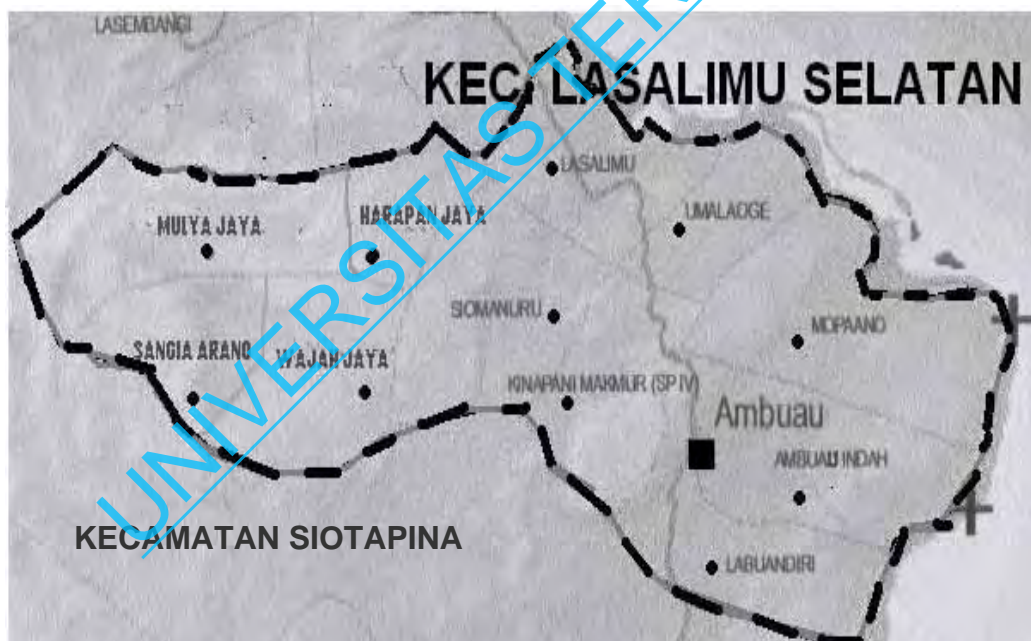 LASEMBANGI
KEC. LASALIMU SELATAN
LASALIMU
MULYA JAYA
HARAPAN JAYA
UMALAOGE
SIOMANURU
MOPAANO
SANGIA ARANO
WAJAH JAYA
KINAPANI MAKMUR (SP IV)
Ambuau
AMBUAU INDAH
KECAMATAN SIOTAPINA
LABUANDIRI
UNIVERSITAS TER